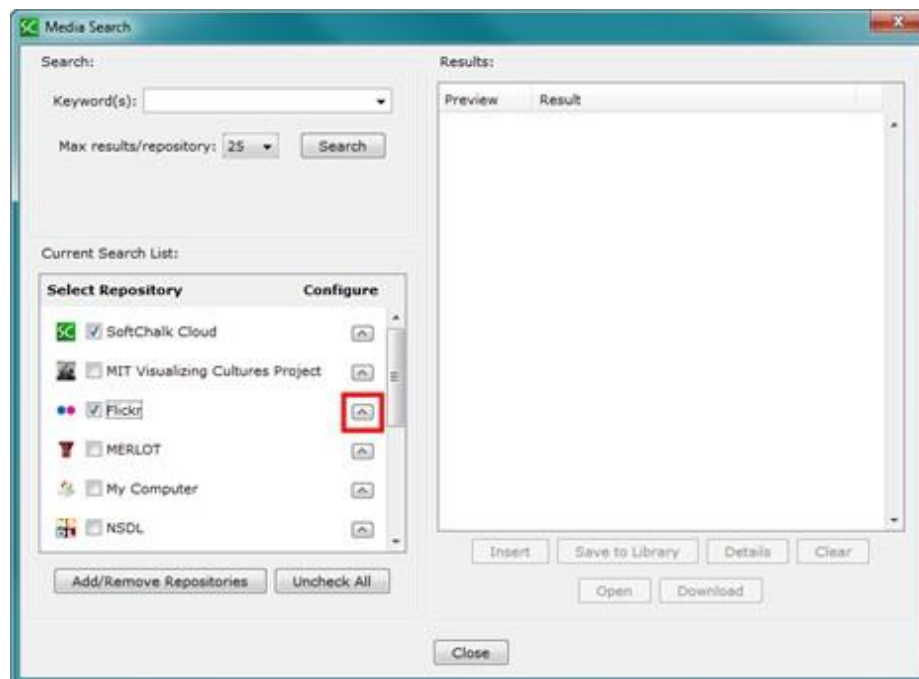 SC Media Search
Search:
Keyword(s):
Max results/repository: 25 Search
Current Search List:
Select Repository Configure
SC SoftChalk Cloud
MIT Visualizing Cultures Project
Flickr
MERLOT
My Computer
NSDL
Add/Remove Repositories Uncheck All
Results:
Preview Result
Insert Save to Library Details Clear
Open Download
Close